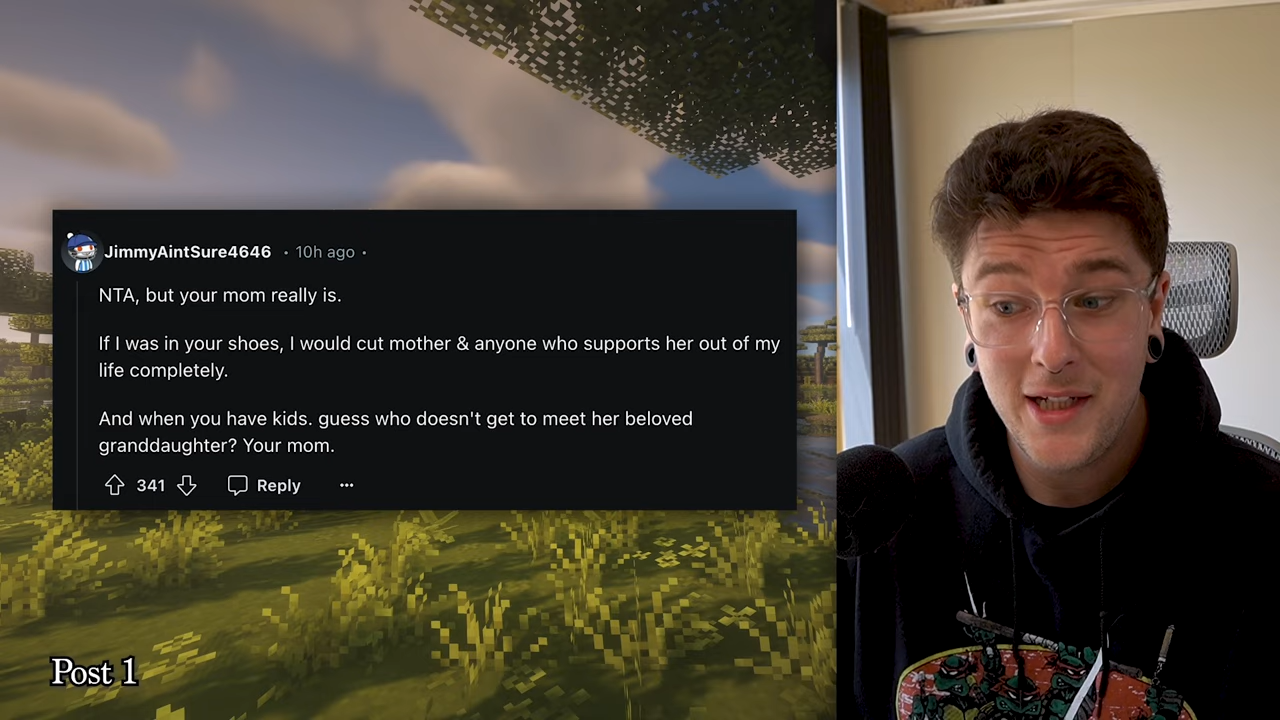 JimmyAintSure4646 • 10h ago •
NTA, but your mom really is.
If I was in your shoes, I would cut mother & anyone who supports her out of my
life completely.
And when you have kids. guess who doesn't get to meet her beloved
granddaughter? Your mom.
341 Reply ...
Post 1